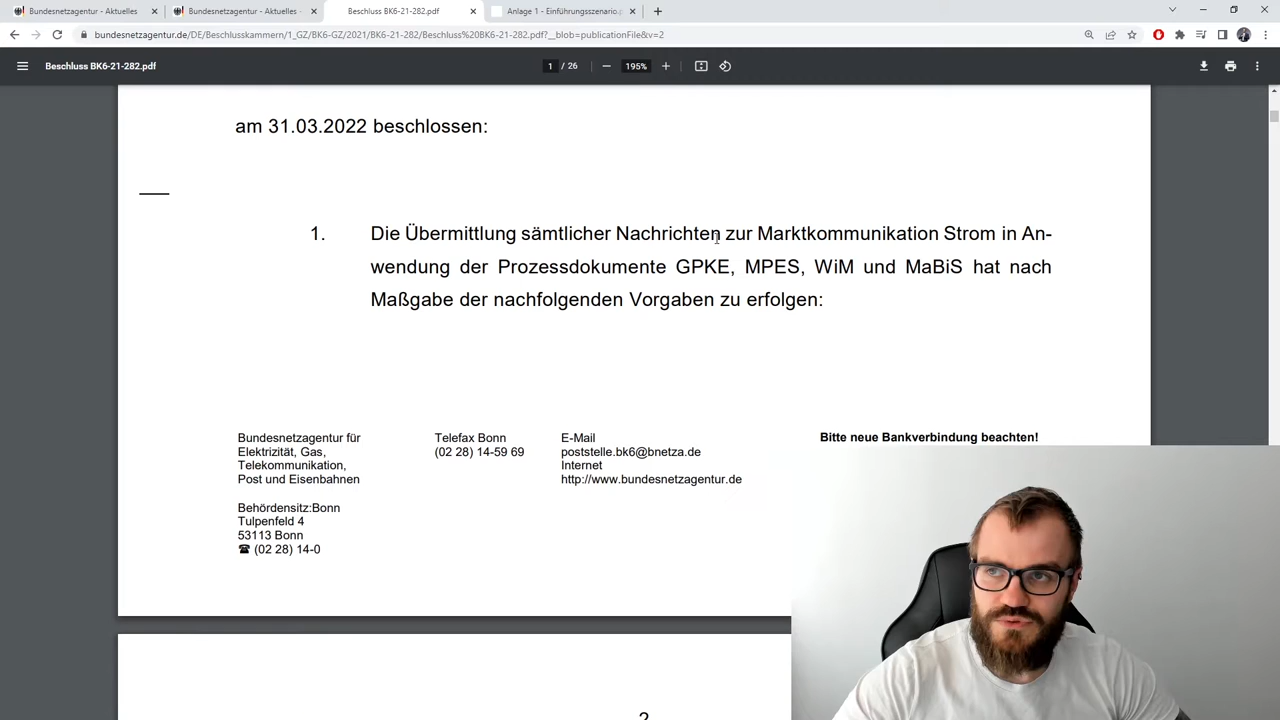 Bundesnetzagentur - Aktuelles
Bundesnetzagentur - Aktuelles -
Beschluss BK6-21-282.pdf
Anlage 1 - Einführungsszenario.p
bundesnetzagentur.de/DE/Beschlusskammern/1_GZ/BK6-GZ/2021/BK6-21-282/Beschluss%20BK6-21-282.pdf?__blob=publicationFile&v=2
Beschluss BK6-21-282.pdf
1 / 26
195%
am 31.03.2022 beschlossen:
1. Die Übermittlung sämtlicher Nachrichten zur Marktkommunikation Strom in An-
wendung der Prozessdokumente GPKE, MPES, WiM und MaBiS hat nach
Maßgabe der nachfolgenden Vorgaben zu erfolgen:
Bundesnetzagentur für
Elektrizität, Gas,
Telekommunikation,
Post und Eisenbahnen
Behördensitz:Bonn
Tulpenfeld 4
53113 Bonn
☎ (02 28) 14-0
Telefax Bonn
(02 28) 14-59 69
E-Mail
poststelle.bk6@bnetza.de
Internet
http://www.bundesnetzagentur.de
Bitte neue Bankverbindung beachten!
2